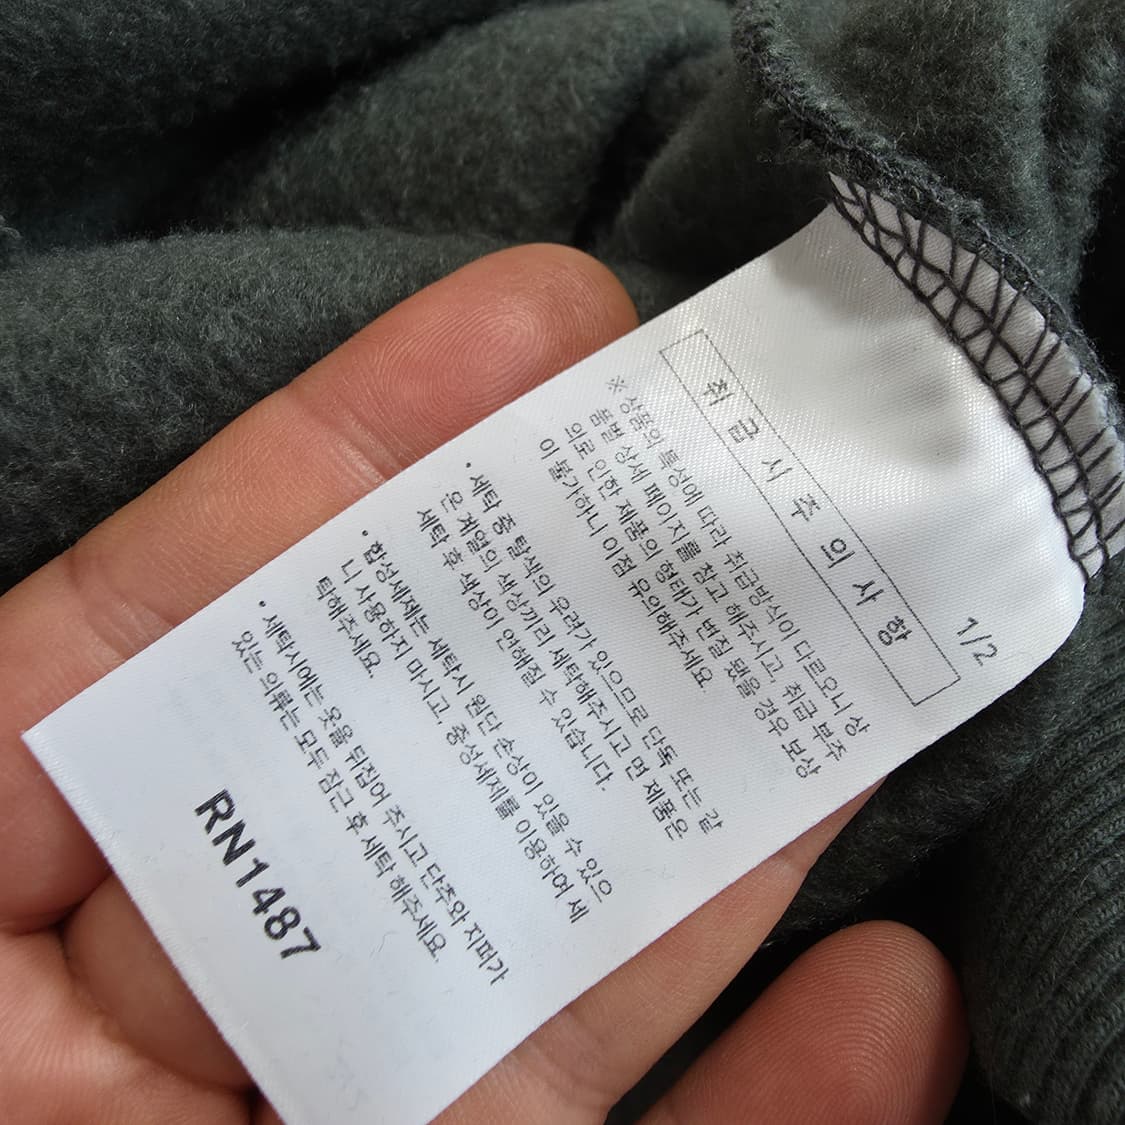 1/2
취 급 시 주 의 사 항
※ 상품의 특성에 따라 취급방식이 다르오니 상
품별 상세 페이지를 참고 해주시고, 취급 부주
의로 인한 제품의 형태가 변질 됐을 경우 보상
이 불가하니 이점 유의해주세요.
• 세탁 중 탈색의 우려가 있으므로 단독 또는 같
은 계열의 색상끼리 세탁해주시고 면 제품은
세탁 후 색상이 연해질 수 있습니다.
• 합성세제는 세탁시 원단 손상이 있을 수 있으
니 사용하지 마시고, 중성세제를 이용하여 세
탁해주세요.
• 세탁시에는 옷을 뒤집어 주시고 단추와 지퍼가
있는 의류는 모두 잠근 후 세탁 해주세요.
RN1487